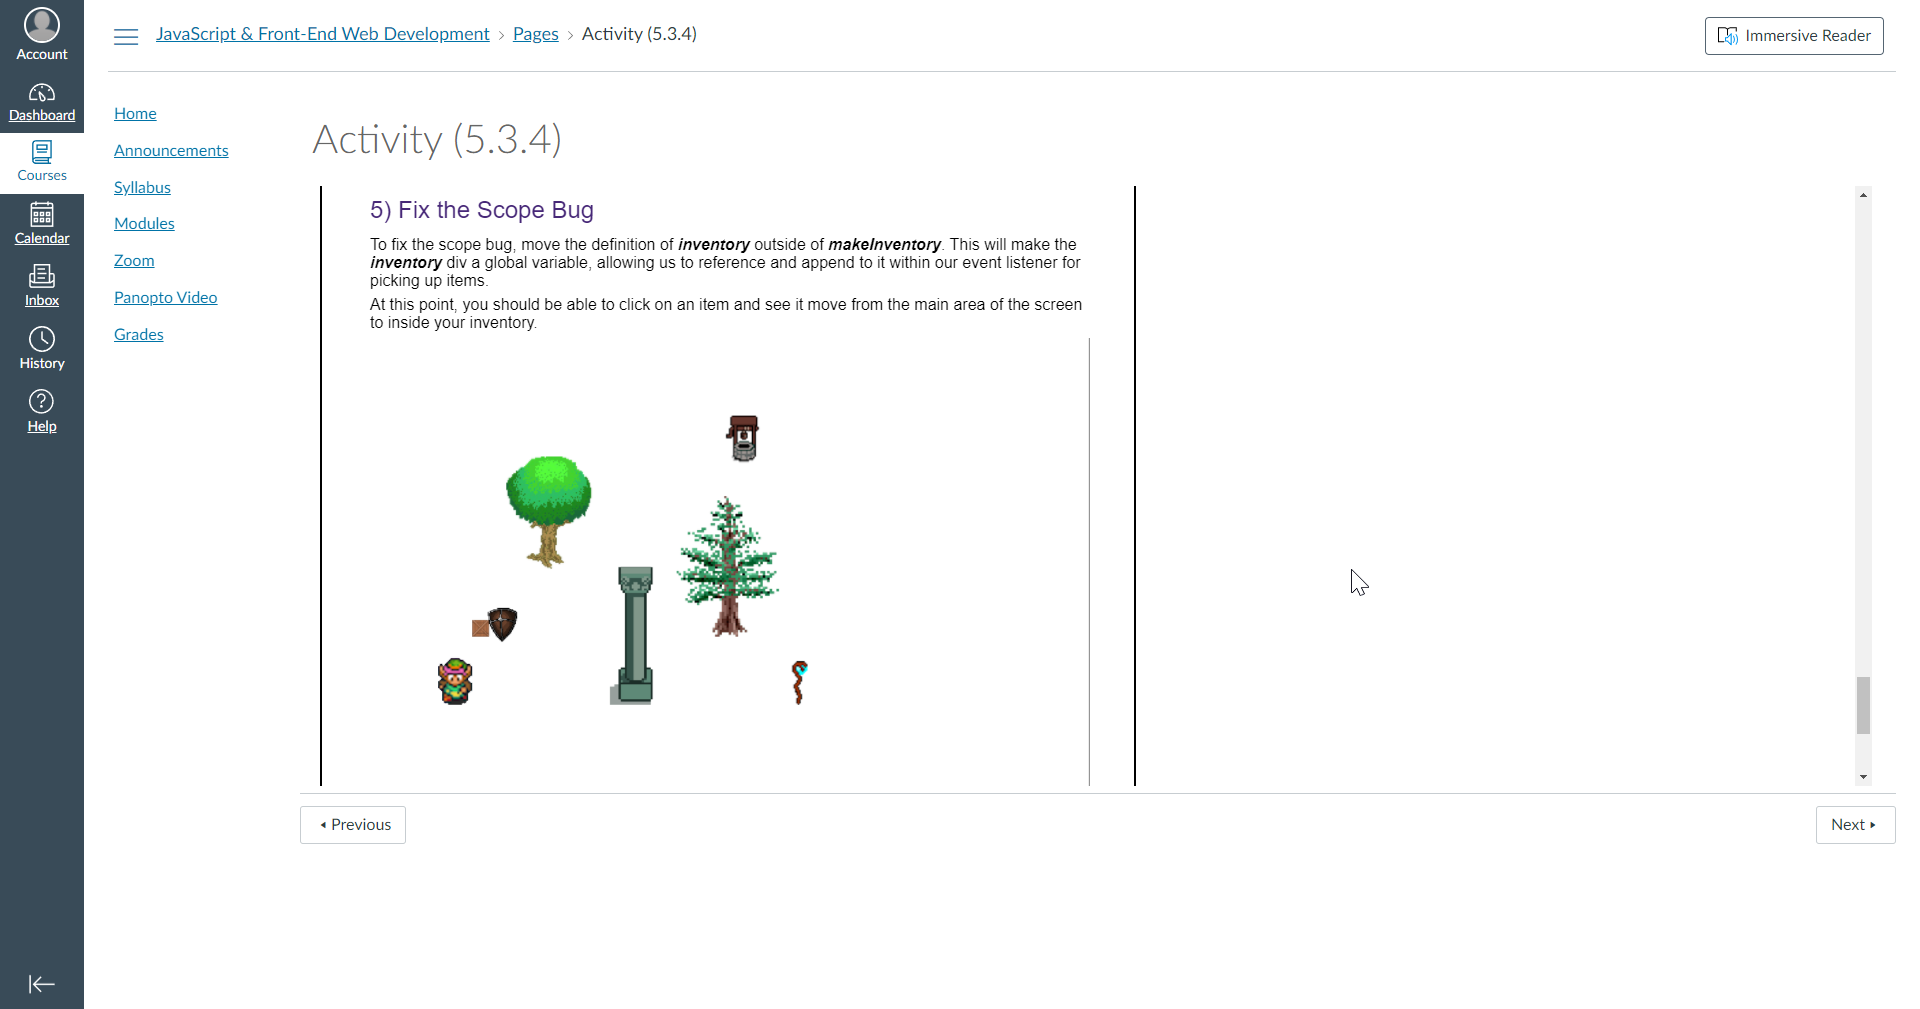 Account
Dashboard
Courses
Calendar
Inbox
History
Help
JavaScript & Front-End Web Development › Pages › Activity (5.3.4)
Immersive Reader
Home
Announcements
Syllabus
Modules
Zoom
Panopto Video
Grades
Activity (5.3.4)
5) Fix the Scope Bug
To fix the scope bug, move the definition of inventory outside of makeInventory. This will make the
inventory div a global variable, allowing us to reference and append to it within our event listener for
picking up items.
At this point, you should be able to click on an item and see it move from the main area of the screen
to inside your inventory.
Previous
Next